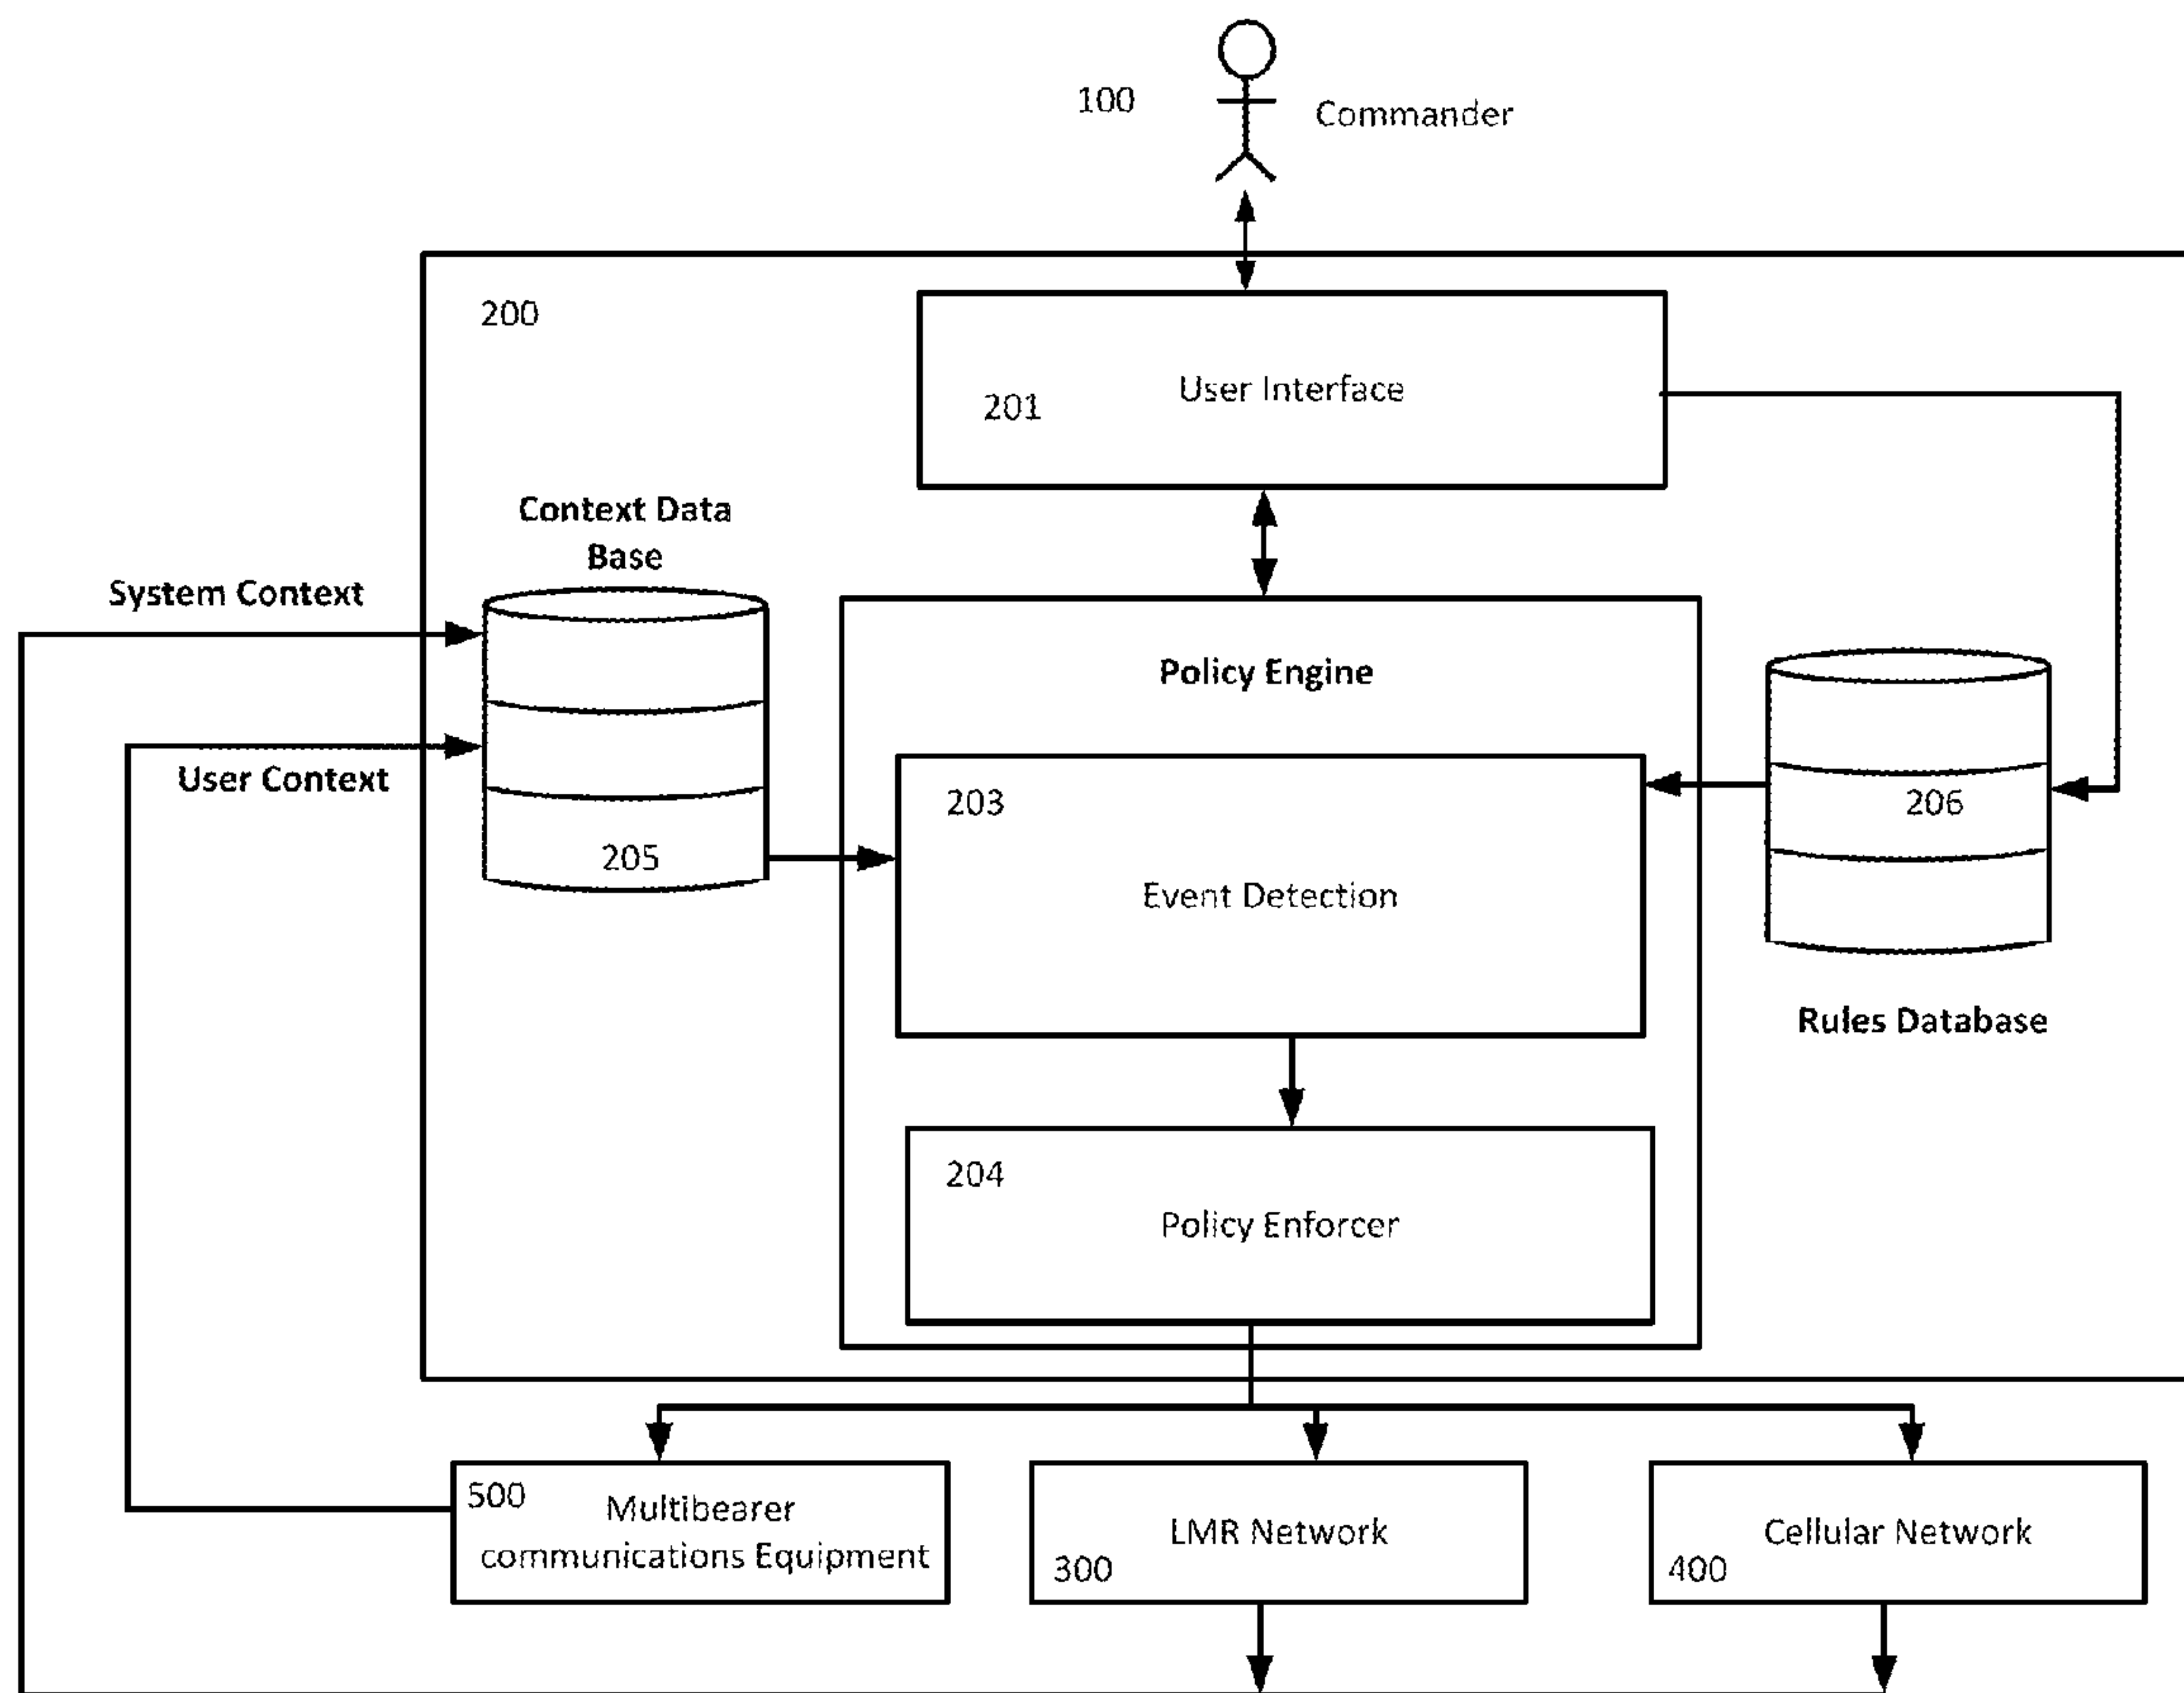 100
Commander
200
User Interface
201
Context Data
Base
System Context
Policy Engine
User Context
203
206
205
Event Detection
Rules Database
204
Policy Enforcer
500
Multibearer
communications Equipment
LMR Network
300
Cellular Network
400